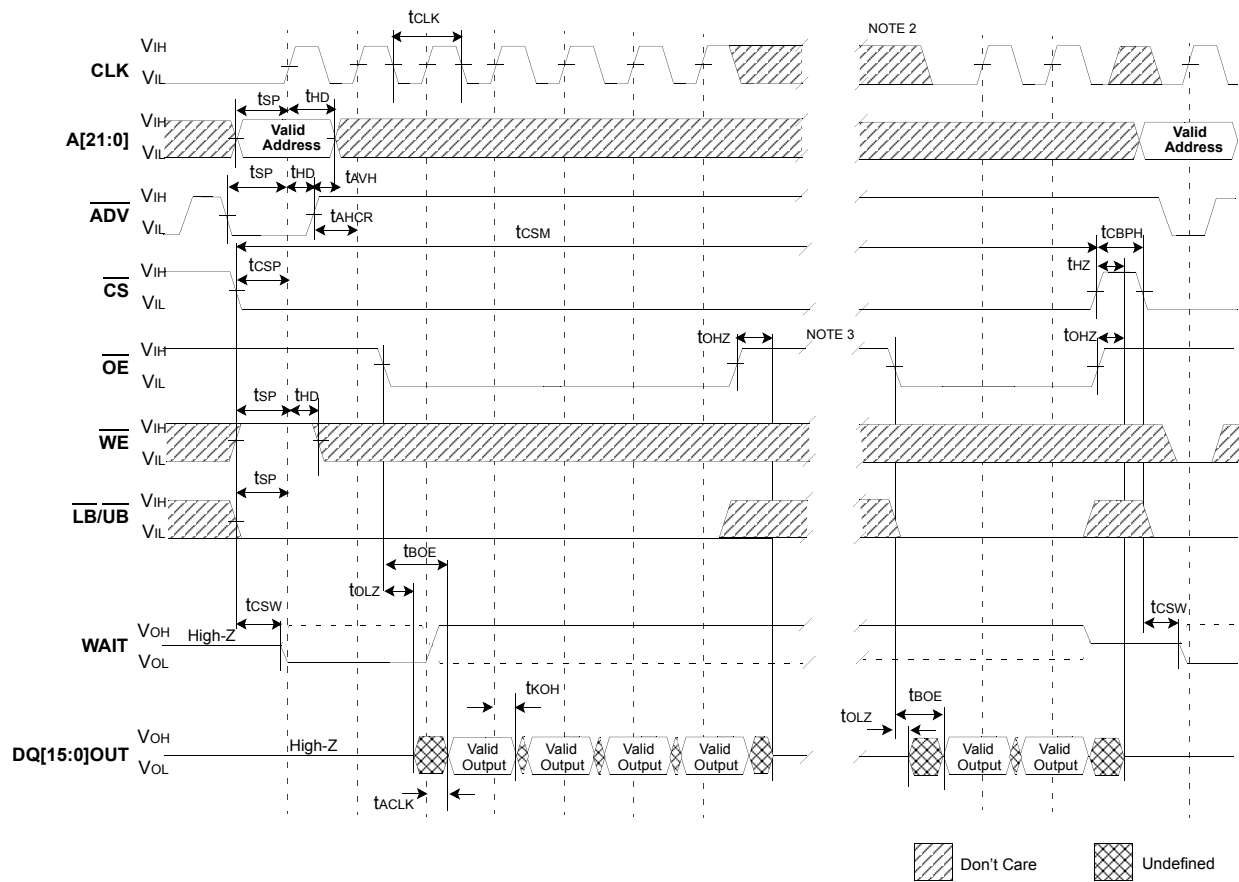 tCLK
NOTE 2
VIH
CLK
VIL
tSP
tHD
VIH
A[21:0]
Valid
Address
Valid
Address
VIL
tSP
tHD
tAVH
VIH
ADV
VIL
tAHCR
tCSM
tCBPH
VIH
tCSP
tHZ
CS
VIL
tOHZ
NOTE 3
tOHZ
VIH
OE
VIL
tSP
tHD
VIH
WE
VIL
tSP
VIH
LB/UB
VIL
tBOE
tOLZ
tCSW
tCSW
VOH
High-Z
WAIT
VOL
tKOH
tBOE
tOLZ
VOH
High-Z
DQ[15:0]OUT
VOL
Valid
Output
Valid
Output
Valid
Output
Valid
Output
Valid
Output
Valid
Output
tACLK
Don't Care
Undefined